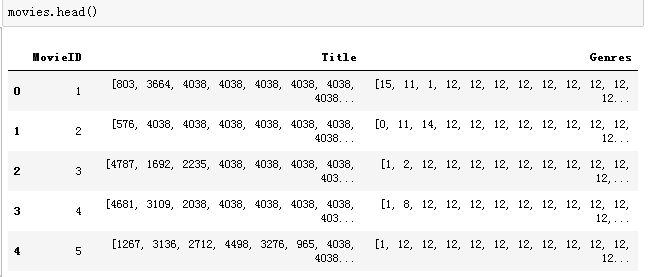 movies.head()
MovieID Title Genres
0 1 [803, 3664, 4038, 4038, 4038, 4038, 4038, [15, 11, 1, 12, 12, 12, 12, 12, 12, 12, 12,
4038... 12...
1 2 [576, 4038, 4038, 4038, 4038, 4038, 4038, [0, 11, 14, 12, 12, 12, 12, 12, 12, 12, 12,
4038... 12...
2 3 [4787, 1692, 2235, 4038, 4038, 4038, 4038, [1, 2, 12, 12, 12, 12, 12, 12, 12, 12, 12,
403... 12,...
3 4 [4681, 3109, 2038, 4038, 4038, 4038, 4038, [1, 8, 12, 12, 12, 12, 12, 12, 12, 12, 12,
403... 12,...
4 5 [1267, 3136, 2712, 4498, 3276, 965, 4038, [1, 12, 12, 12, 12, 12, 12, 12, 12, 12, 12,
4038... 12...